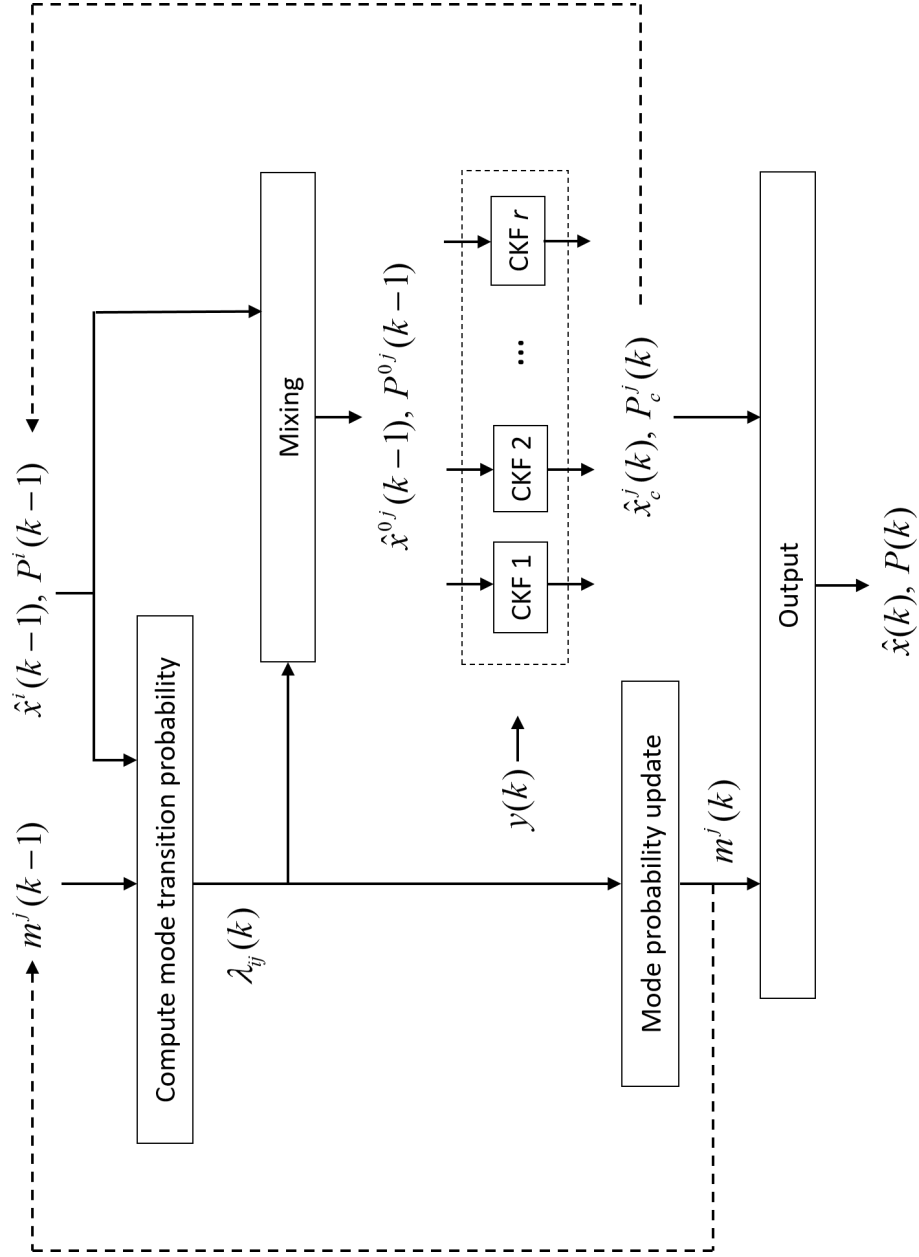 m^j(k−1)
x̂^i(k−1), P^i(k−1)
Compute mode transition probability
λ_ij(k)
Mixing
x̂^{0j}(k−1), P^{0j}(k−1)
y(k)
CKF 1
CKF 2
...
CKF r
x̂_c^j(k), P_c^j(k)
Mode probability update
m^j(k)
Output
x̂(k), P(k)